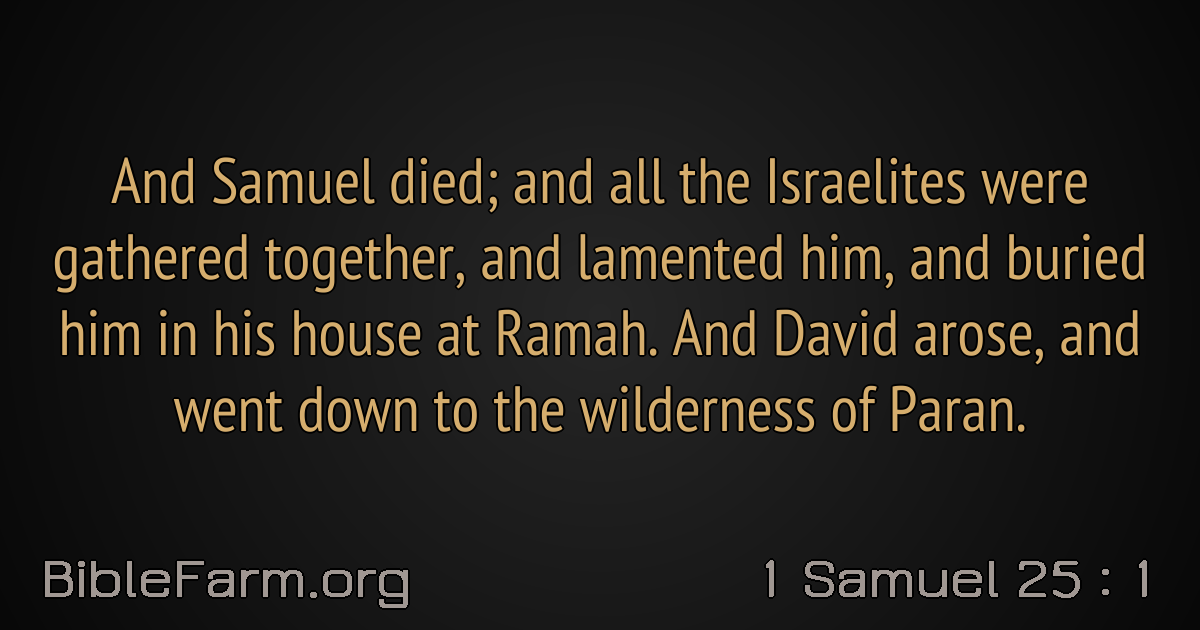 And Samuel died; and all the Israelites were
gathered together, and lamented him, and buried
him in his house at Ramah. And David arose, and
went down to the wilderness of Paran.
BibleFarm.org
1 Samuel 25 : 1